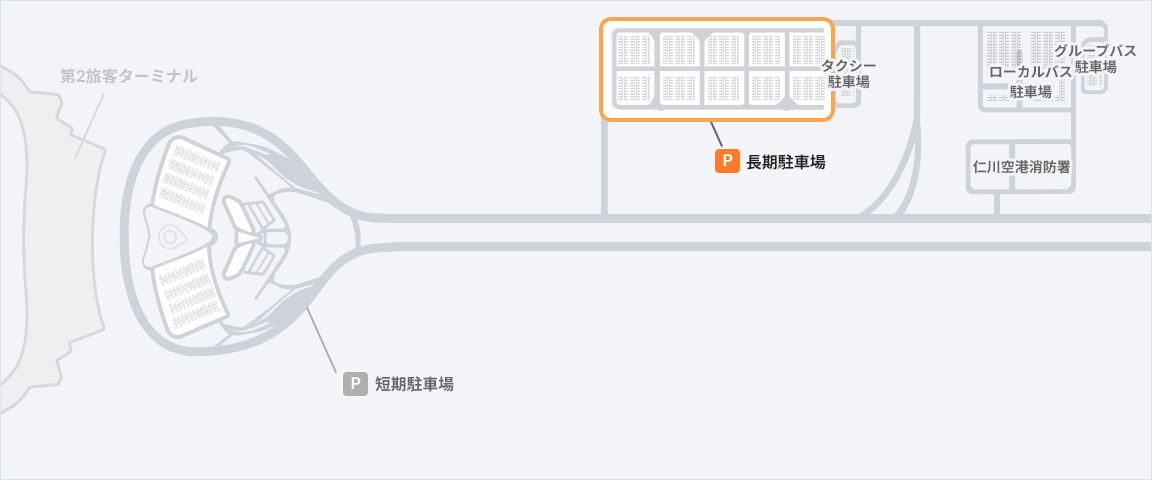 第2旅客ターミナル
タクシー
駐車場
ローカルバス
駐車場
グループバス
駐車場
P 長期駐車場
仁川空港消防署
P 短期駐車場